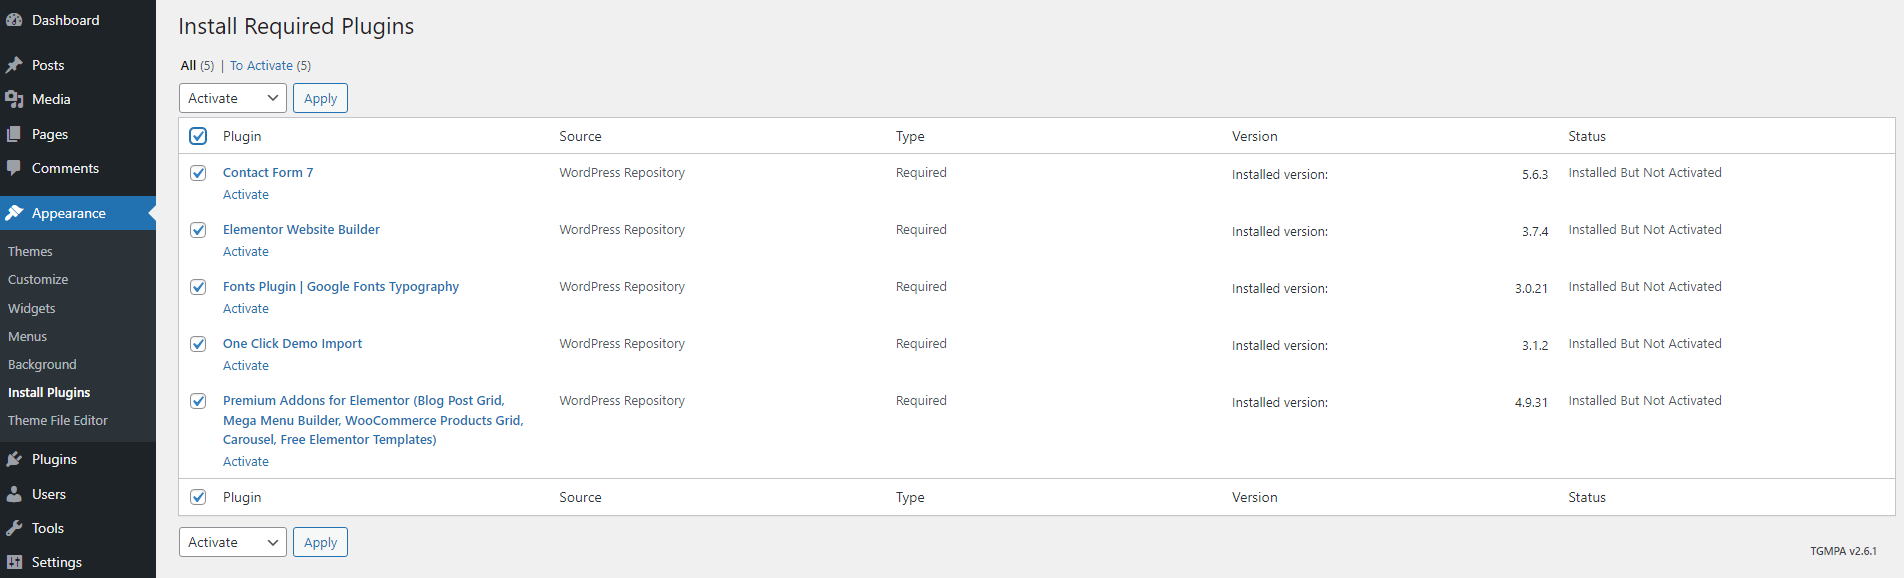 Dashboard
Posts
Media
Pages
Comments
Appearance
Themes
Customize
Widgets
Menus
Background
Install Plugins
Theme File Editor
Plugins
Users
Tools
Settings
Install Required Plugins
All (5) | To Activate (5)
Activate Apply
Plugin Source Type Version Status
Contact Form 7 WordPress Repository Required Installed version: 5.6.3 Installed But Not Activated
Activate
Elementor Website Builder WordPress Repository Required Installed version: 3.7.4 Installed But Not Activated
Activate
Fonts Plugin | Google Fonts Typography WordPress Repository Required Installed version: 3.0.21 Installed But Not Activated
Activate
One Click Demo Import WordPress Repository Required Installed version: 3.1.2 Installed But Not Activated
Activate
Premium Addons for Elementor (Blog Post Grid, WordPress Repository Required Installed version: 4.9.31 Installed But Not Activated
Mega Menu Builder, WooCommerce Products Grid,
Carousel, Free Elementor Templates)
Activate
Plugin Source Type Version Status
Activate Apply
TGMPA v2.6.1